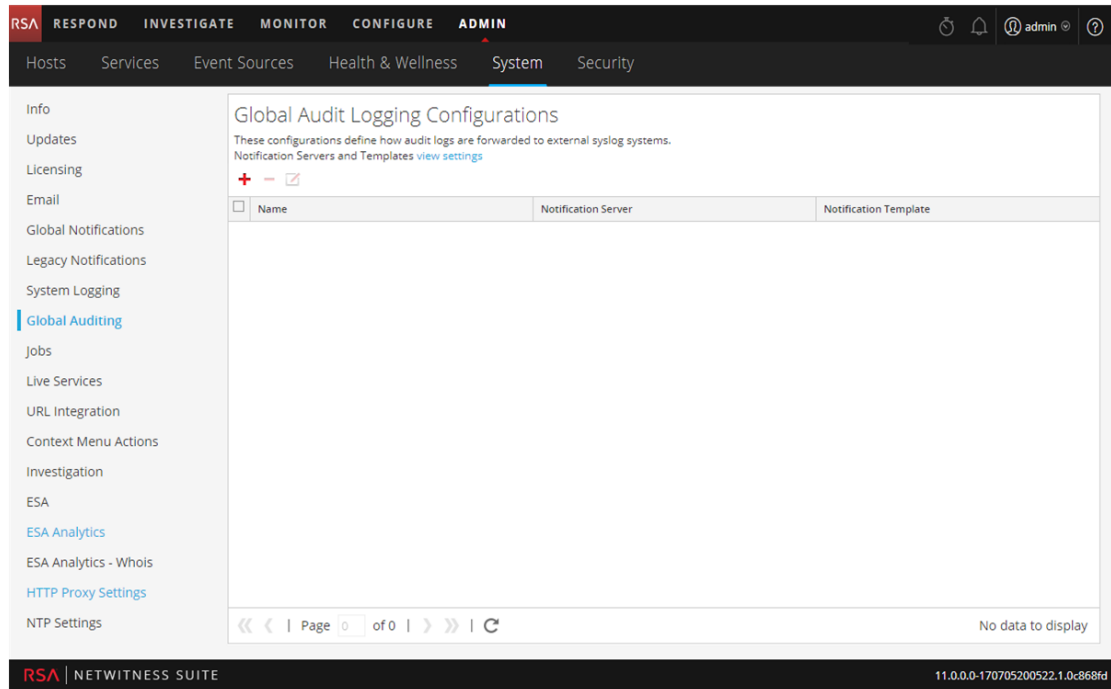 RSA RESPOND INVESTIGATE MONITOR CONFIGURE ADMIN admin ?
Hosts Services Event Sources Health & Wellness System Security
Info
Updates
Licensing
Email
Global Notifications
Legacy Notifications
System Logging
Global Auditing
Jobs
Live Services
URL Integration
Context Menu Actions
Investigation
ESA
ESA Analytics
ESA Analytics - Whois
HTTP Proxy Settings
NTP Settings
Global Audit Logging Configurations
These configurations define how audit logs are forwarded to external syslog systems.
Notification Servers and Templates view settings
Name Notification Server Notification Template
Page 0 of 0 No data to display
RSA NETWITNESS SUITE 11.0.0.0-170705200522.1.0c868fd